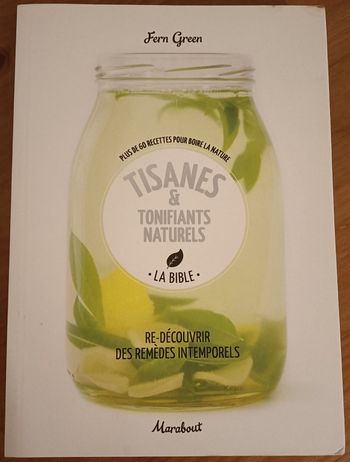 Fern Green
PLUS DE 60 RECETTES POUR BOIRE LA NATURE
TISANES
&
TONIFIANTS
NATURELS
• LA BIBLE •
RE-DÉCOUVRIR
DES REMÈDES INTEMPORELS
Marabout